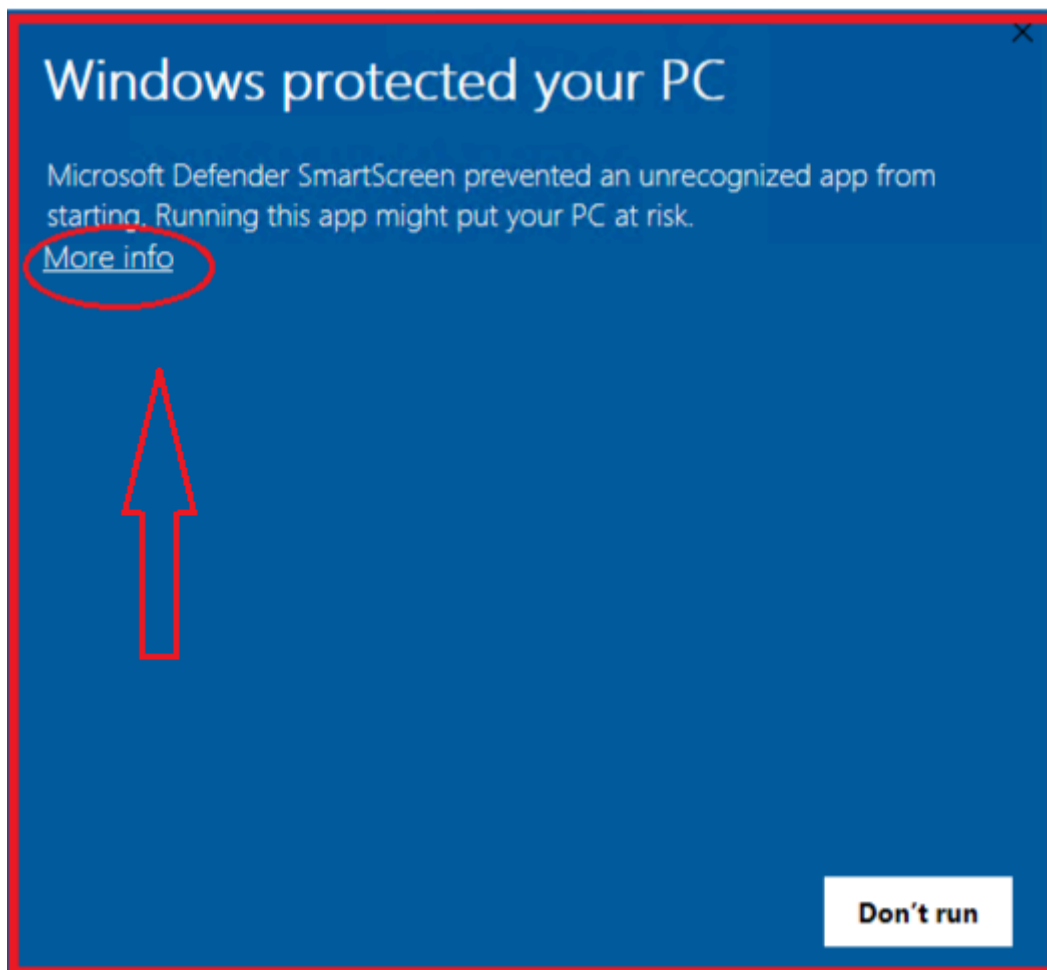 Windows protected your PC
Microsoft Defender SmartScreen prevented an unrecognized app from
starting. Running this app might put your PC at risk.
More info
Don't run